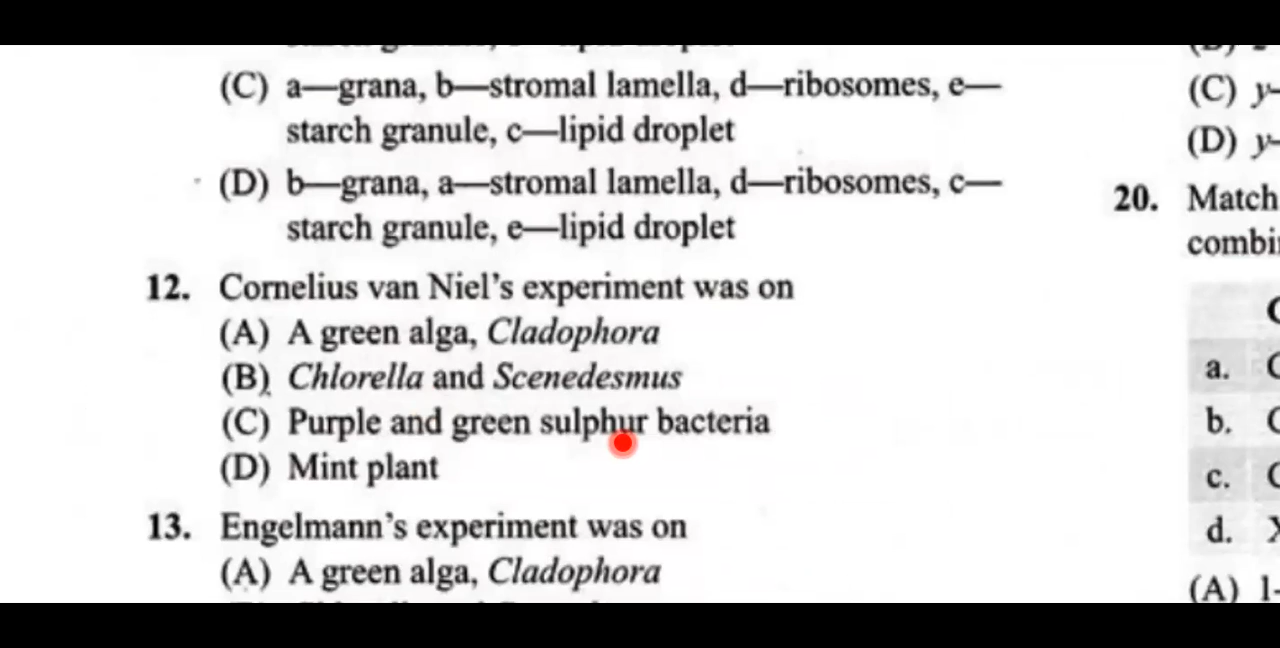 (C) a—grana, b—stromal lamella, d—ribosomes, e—
starch granule, c—lipid droplet
(D) b—grana, a—stromal lamella, d—ribosomes, c—
starch granule, e—lipid droplet
12. Cornelius van Niel's experiment was on
(A) A green alga, Cladophora
(B) Chlorella and Scenedesmus
(C) Purple and green sulphur bacteria
(D) Mint plant
13. Engelmann's experiment was on
(A) A green alga, Cladophora
(C) y-
(D) y-
20. Match
a.
b.
c.
d.
(A) 1-